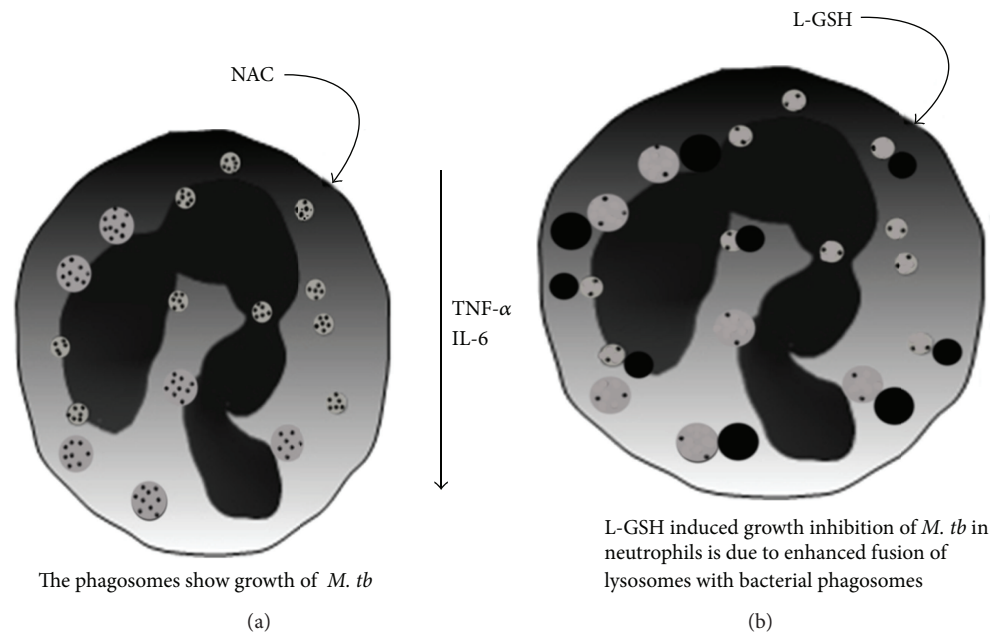 NAC
L-GSH
TNF-α
IL-6
The phagosomes show growth of M. tb
(a)
L-GSH induced growth inhibition of M. tb in
neutrophils is due to enhanced fusion of
lysosomes with bacterial phagosomes
(b)